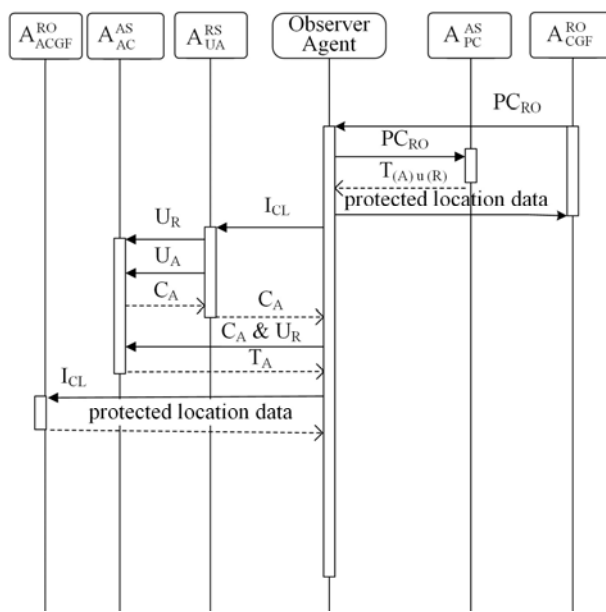 A^RO_ACGF
A^AS_AC
A^RS_UA
Observer
Agent
A^AS_PC
A^RO_CGF
PC_RO
PC_RO
T_(A) u (R)
protected location data
I_CL
U_R
U_A
C_A
C_A
C_A & U_R
T_A
I_CL
protected location data